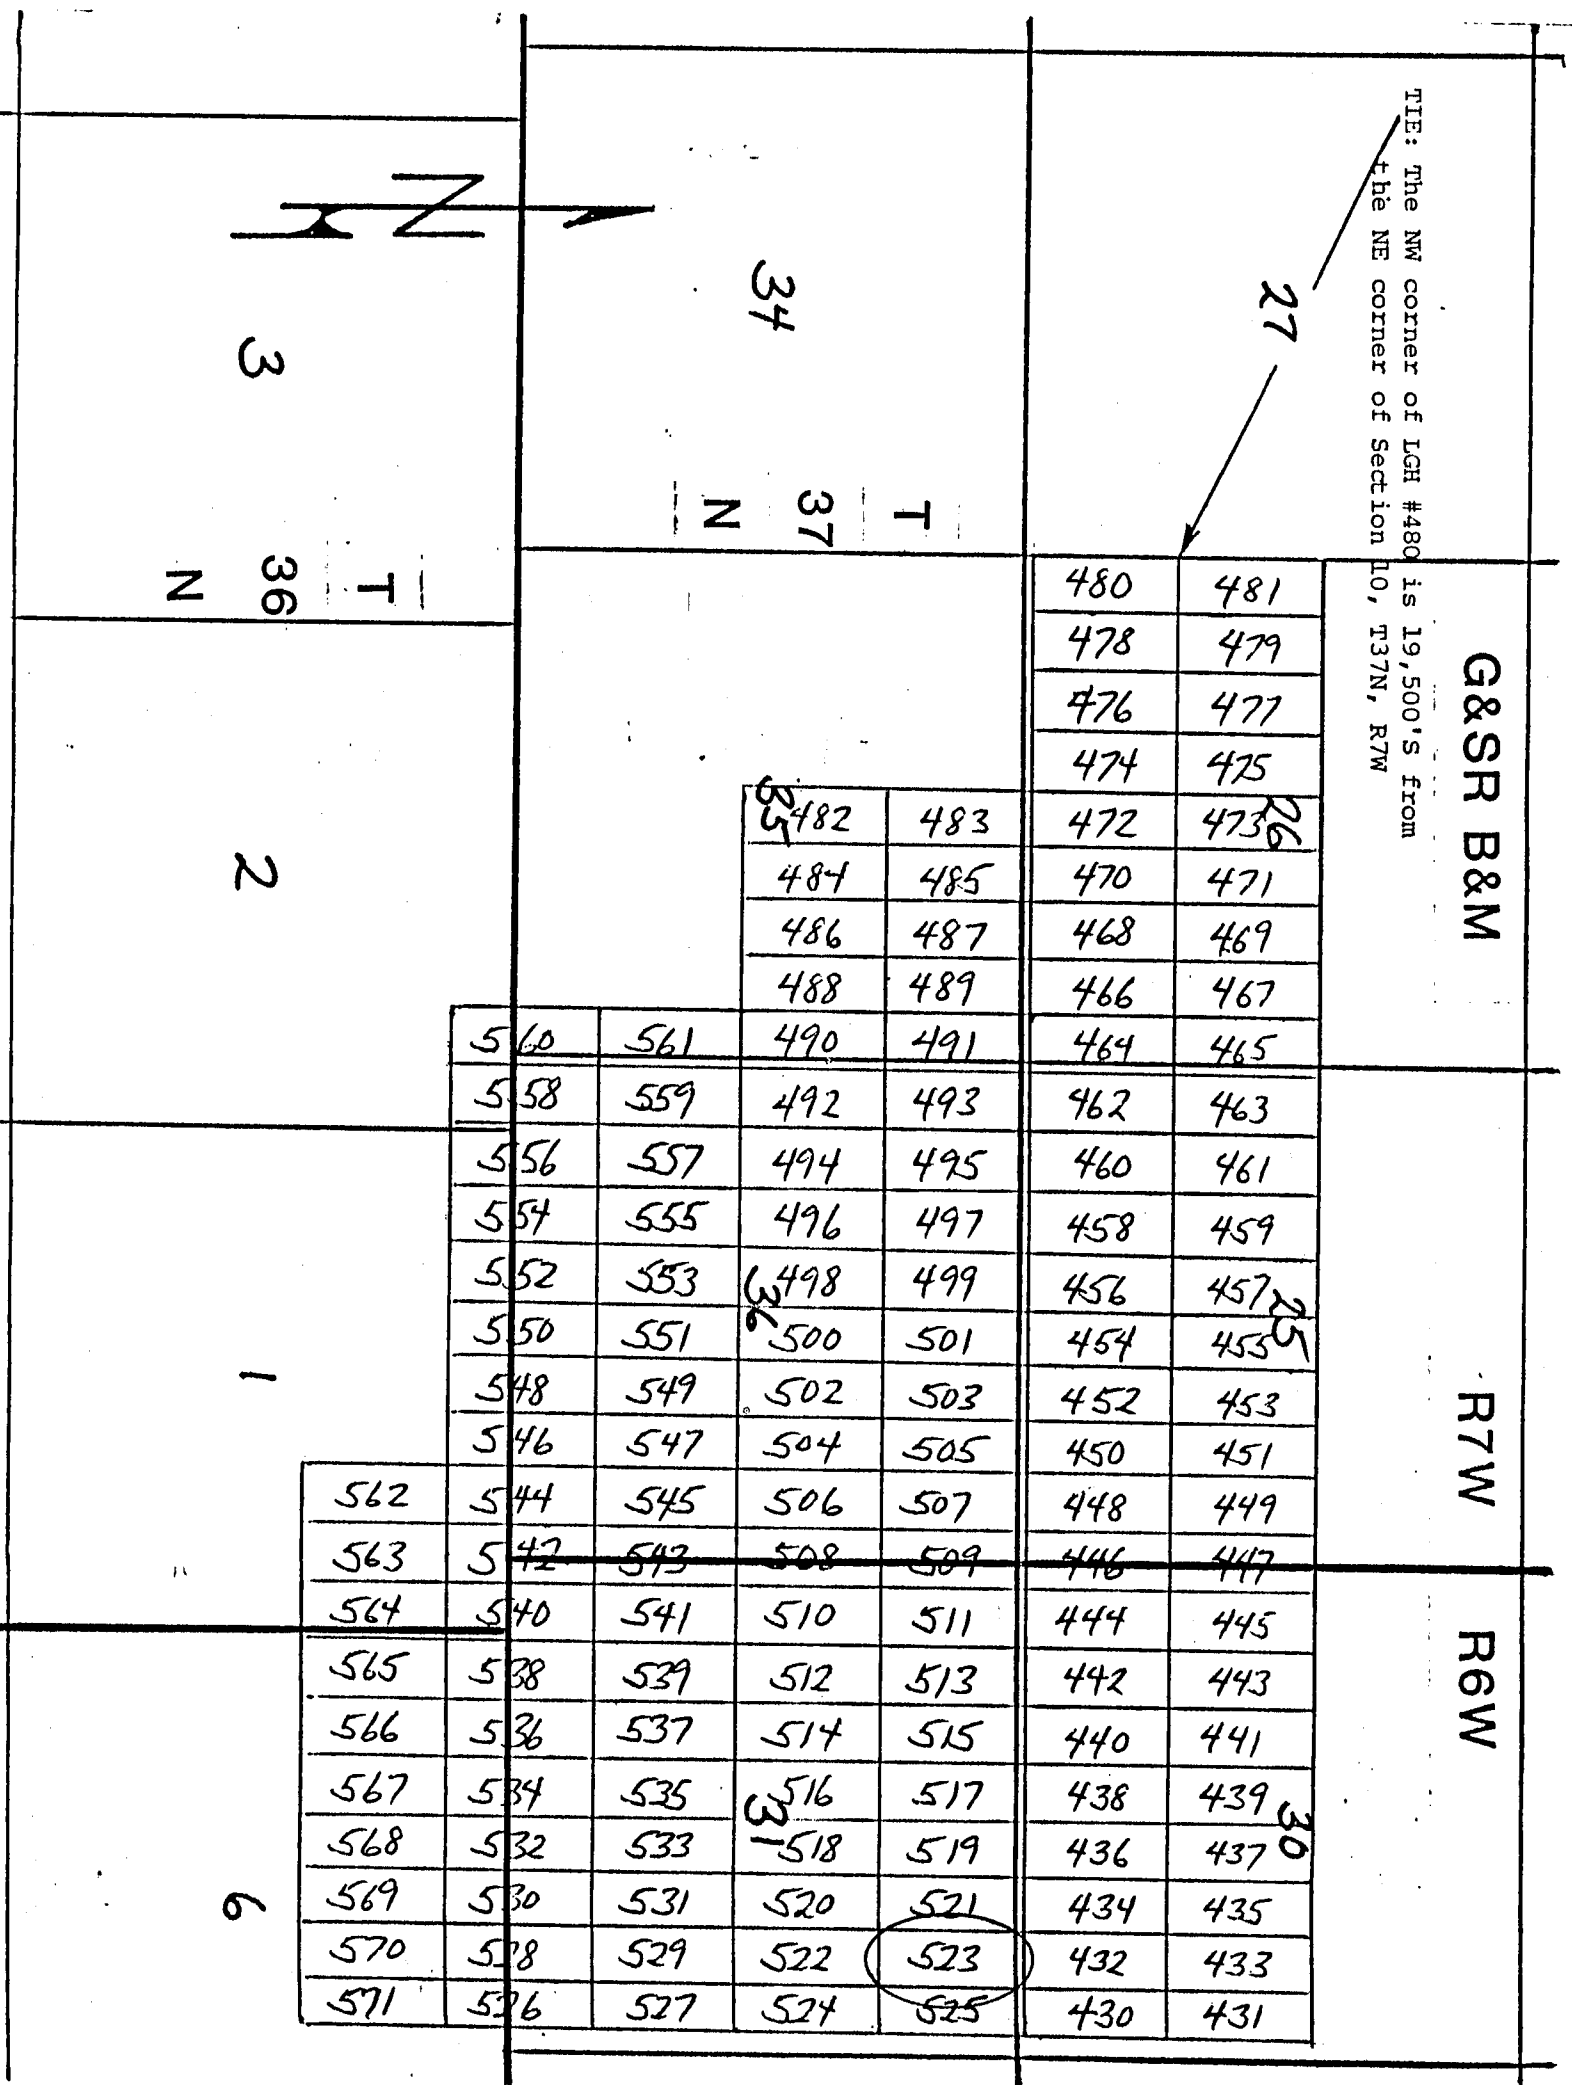 G&SR B&M
R7W
R6W
TIE: The NW corner of LGH #480 is 19,500'S from
the NE corner of Section 10, T37N, R7W
27
26
25
30
34
35
36
31
T
37
N
T
36
N
N
3
2
1
6
480 481
478 479
476 477
474 475
482 483 472 473
484 485 470 471
486 487 468 469
488 489 466 467
560 561 490 491 464 465
558 559 492 493 462 463
556 557 494 495 460 461
554 555 496 497 458 459
552 553 498 499 456 457
550 551 500 501 454 455
548 549 502 503 452 453
546 547 504 505 450 451
562 544 545 506 507 448 449
563 542 543 508 509 446 447
564 540 541 510 511 444 445
565 538 539 512 513 442 443
566 536 537 514 515 440 441
567 534 535 516 517 438 439
568 532 533 518 519 436 437
569 530 531 520 521 434 435
570 528 529 522 523 432 433
571 526 527 524 525 430 431